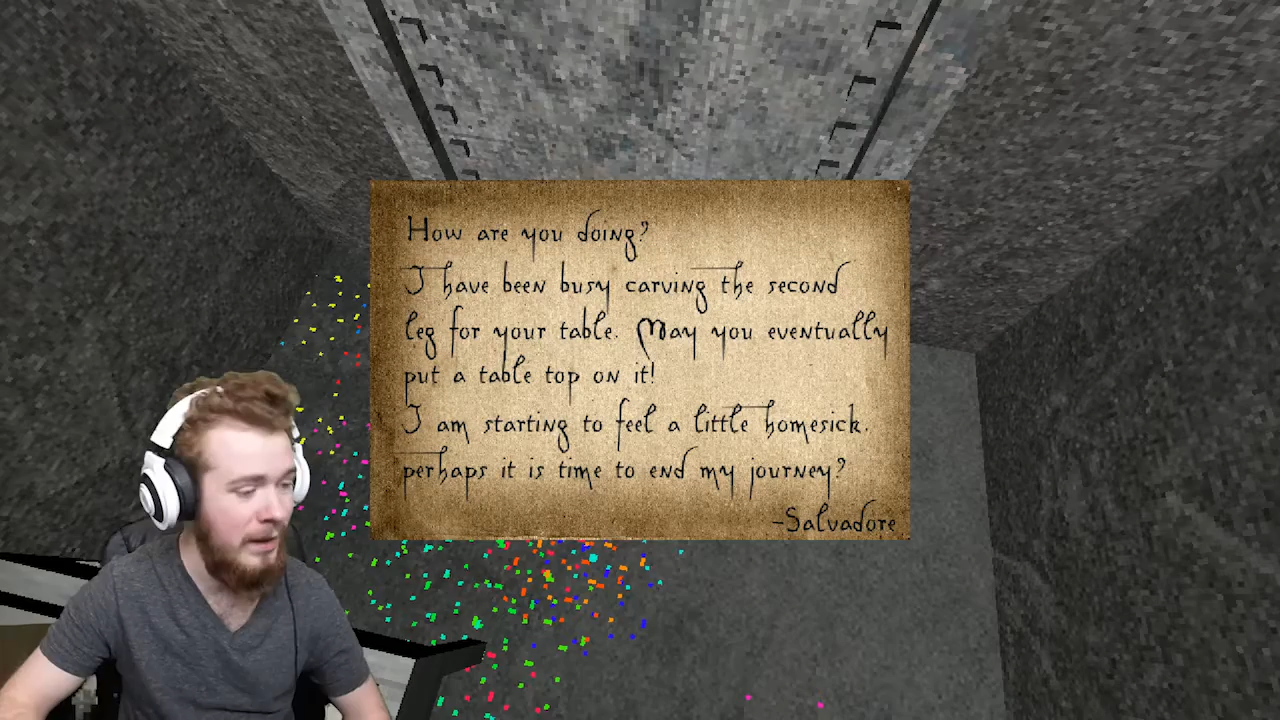 How are you doing?
I have been busy carving the second
leg for your table. May you eventually
put a table top on it!
I am starting to feel a little homesick.
perhaps it is time to end my journey?
-Salvadore